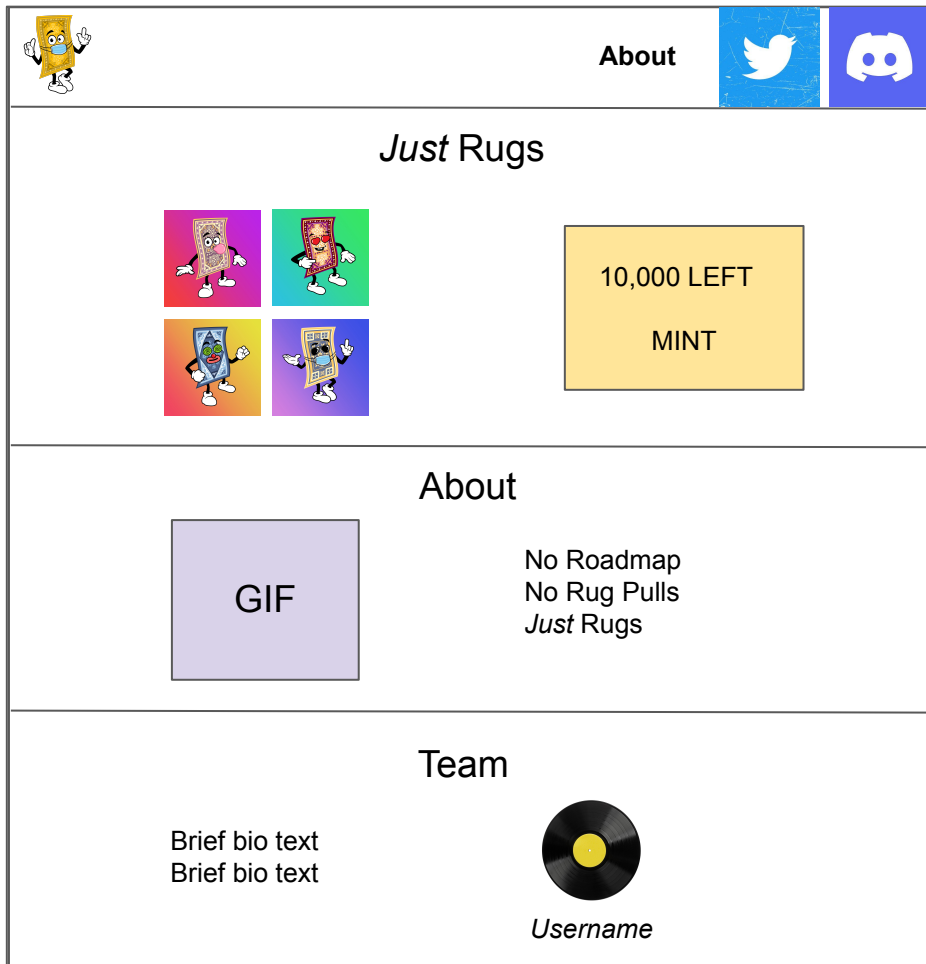 About
Just Rugs
10,000 LEFT
MINT
About
GIF
No Roadmap
No Rug Pulls
Just Rugs
Team
Brief bio text
Brief bio text
Username